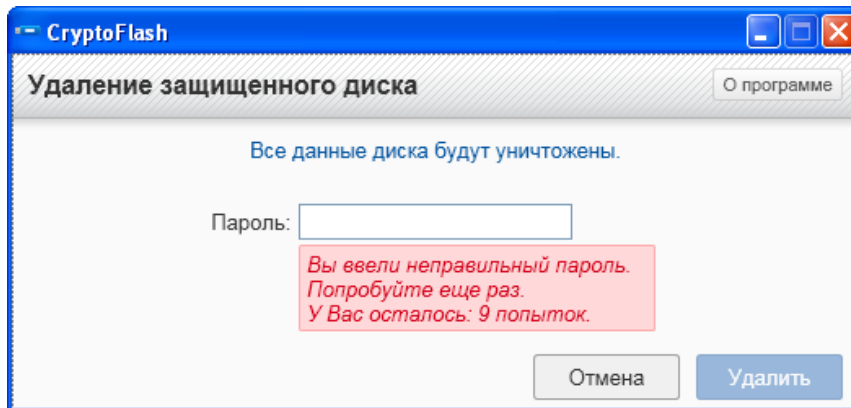 CryptoFlash
Удаление защищенного диска
О программе
Все данные диска будут уничтожены.
Пароль:
Вы ввели неправильный пароль.
Попробуйте еще раз.
У Вас осталось: 9 попыток.
Отмена
Удалить